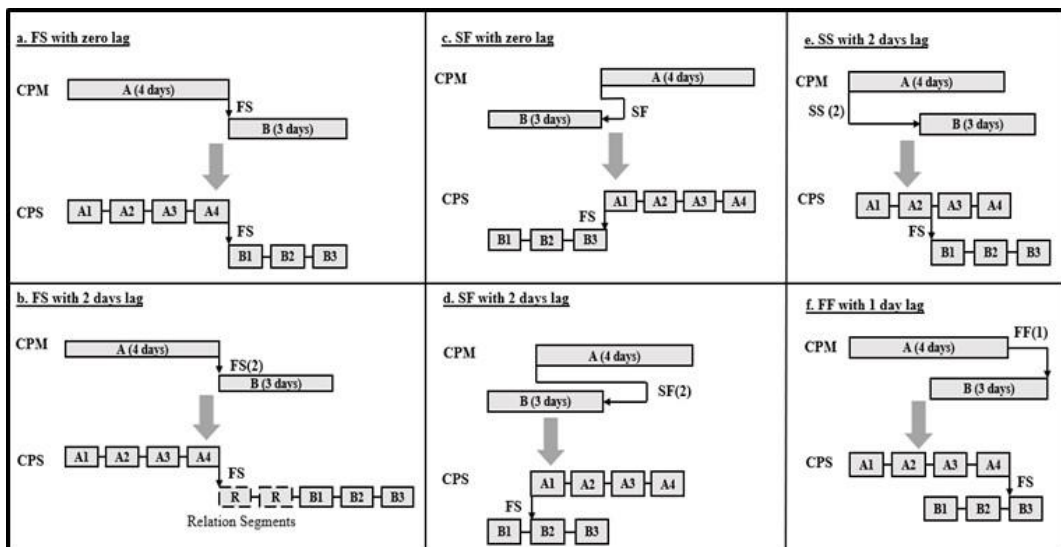 a. FS with zero lag
CPM
A (4 days)
FS
B (3 days)
CPS
A1 A2 A3 A4
FS
B1 B2 B3
c. SF with zero lag
CPM
A (4 days)
SF
B (3 days)
CPS
A1 A2 A3 A4
FS
B1 B2 B3
e. SS with 2 days lag
CPM
A (4 days)
SS (2)
B (3 days)
CPS
A1 A2 A3 A4
FS
B1 B2 B3
b. FS with 2 days lag
CPM
A (4 days)
FS(2)
B (3 days)
CPS
A1 A2 A3 A4
FS
R R B1 B2 B3
Relation Segments
d. SF with 2 days lag
CPM
A (4 days)
SF(2)
B (3 days)
CPS
A1 A2 A3 A4
FS
B1 B2 B3
f. FF with 1 day lag
FF(1)
CPM
A (4 days)
B (3 days)
CPS
A1 A2 A3 A4
FS
B1 B2 B3